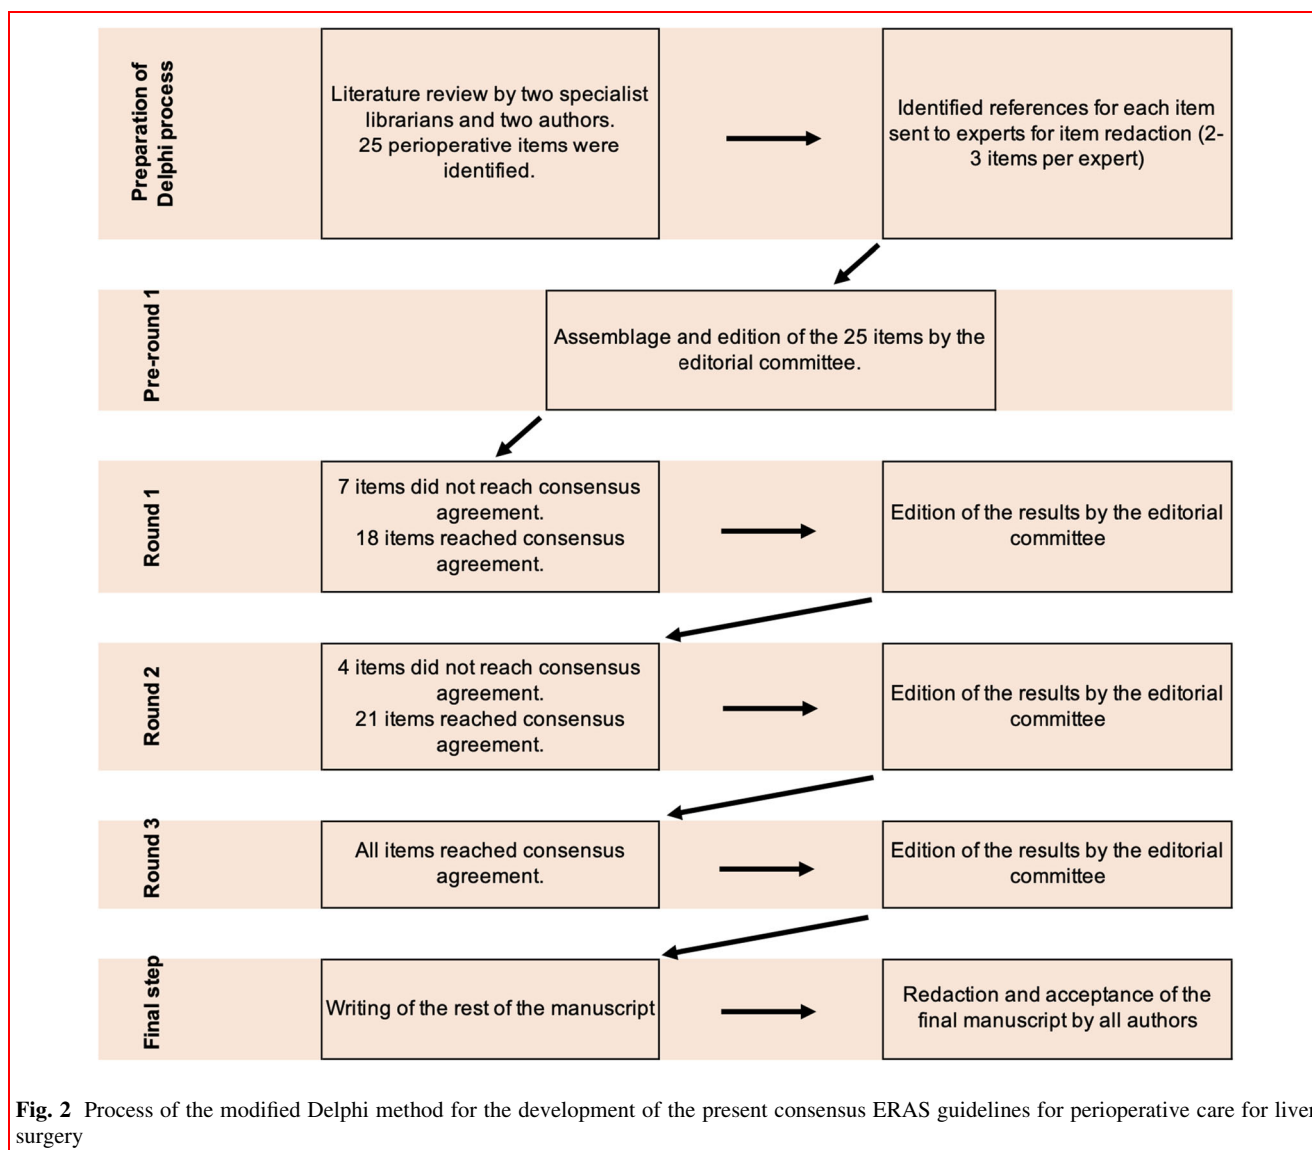 Preparation of
Delphi process
Literature review by two specialist
librarians and two authors.
25 perioperative items were
identified.
Identified references for each item
sent to experts for item redaction (2-
3 items per expert)
Pre-round 1
Assemblage and edition of the 25 items by the
editorial committee.
Round 1
7 items did not reach consensus
agreement.
18 items reached consensus
agreement.
Edition of the results by the editorial
committee
Round 2
4 items did not reach consensus
agreement.
21 items reached consensus
agreement.
Edition of the results by the editorial
committee
Round 3
All items reached consensus
agreement.
Edition of the results by the editorial
committee
Final step
Writing of the rest of the manuscript
Redaction and acceptance of the
final manuscript by all authors
Fig. 2 Process of the modified Delphi method for the development of the present consensus ERAS guidelines for perioperative care for liver
surgery